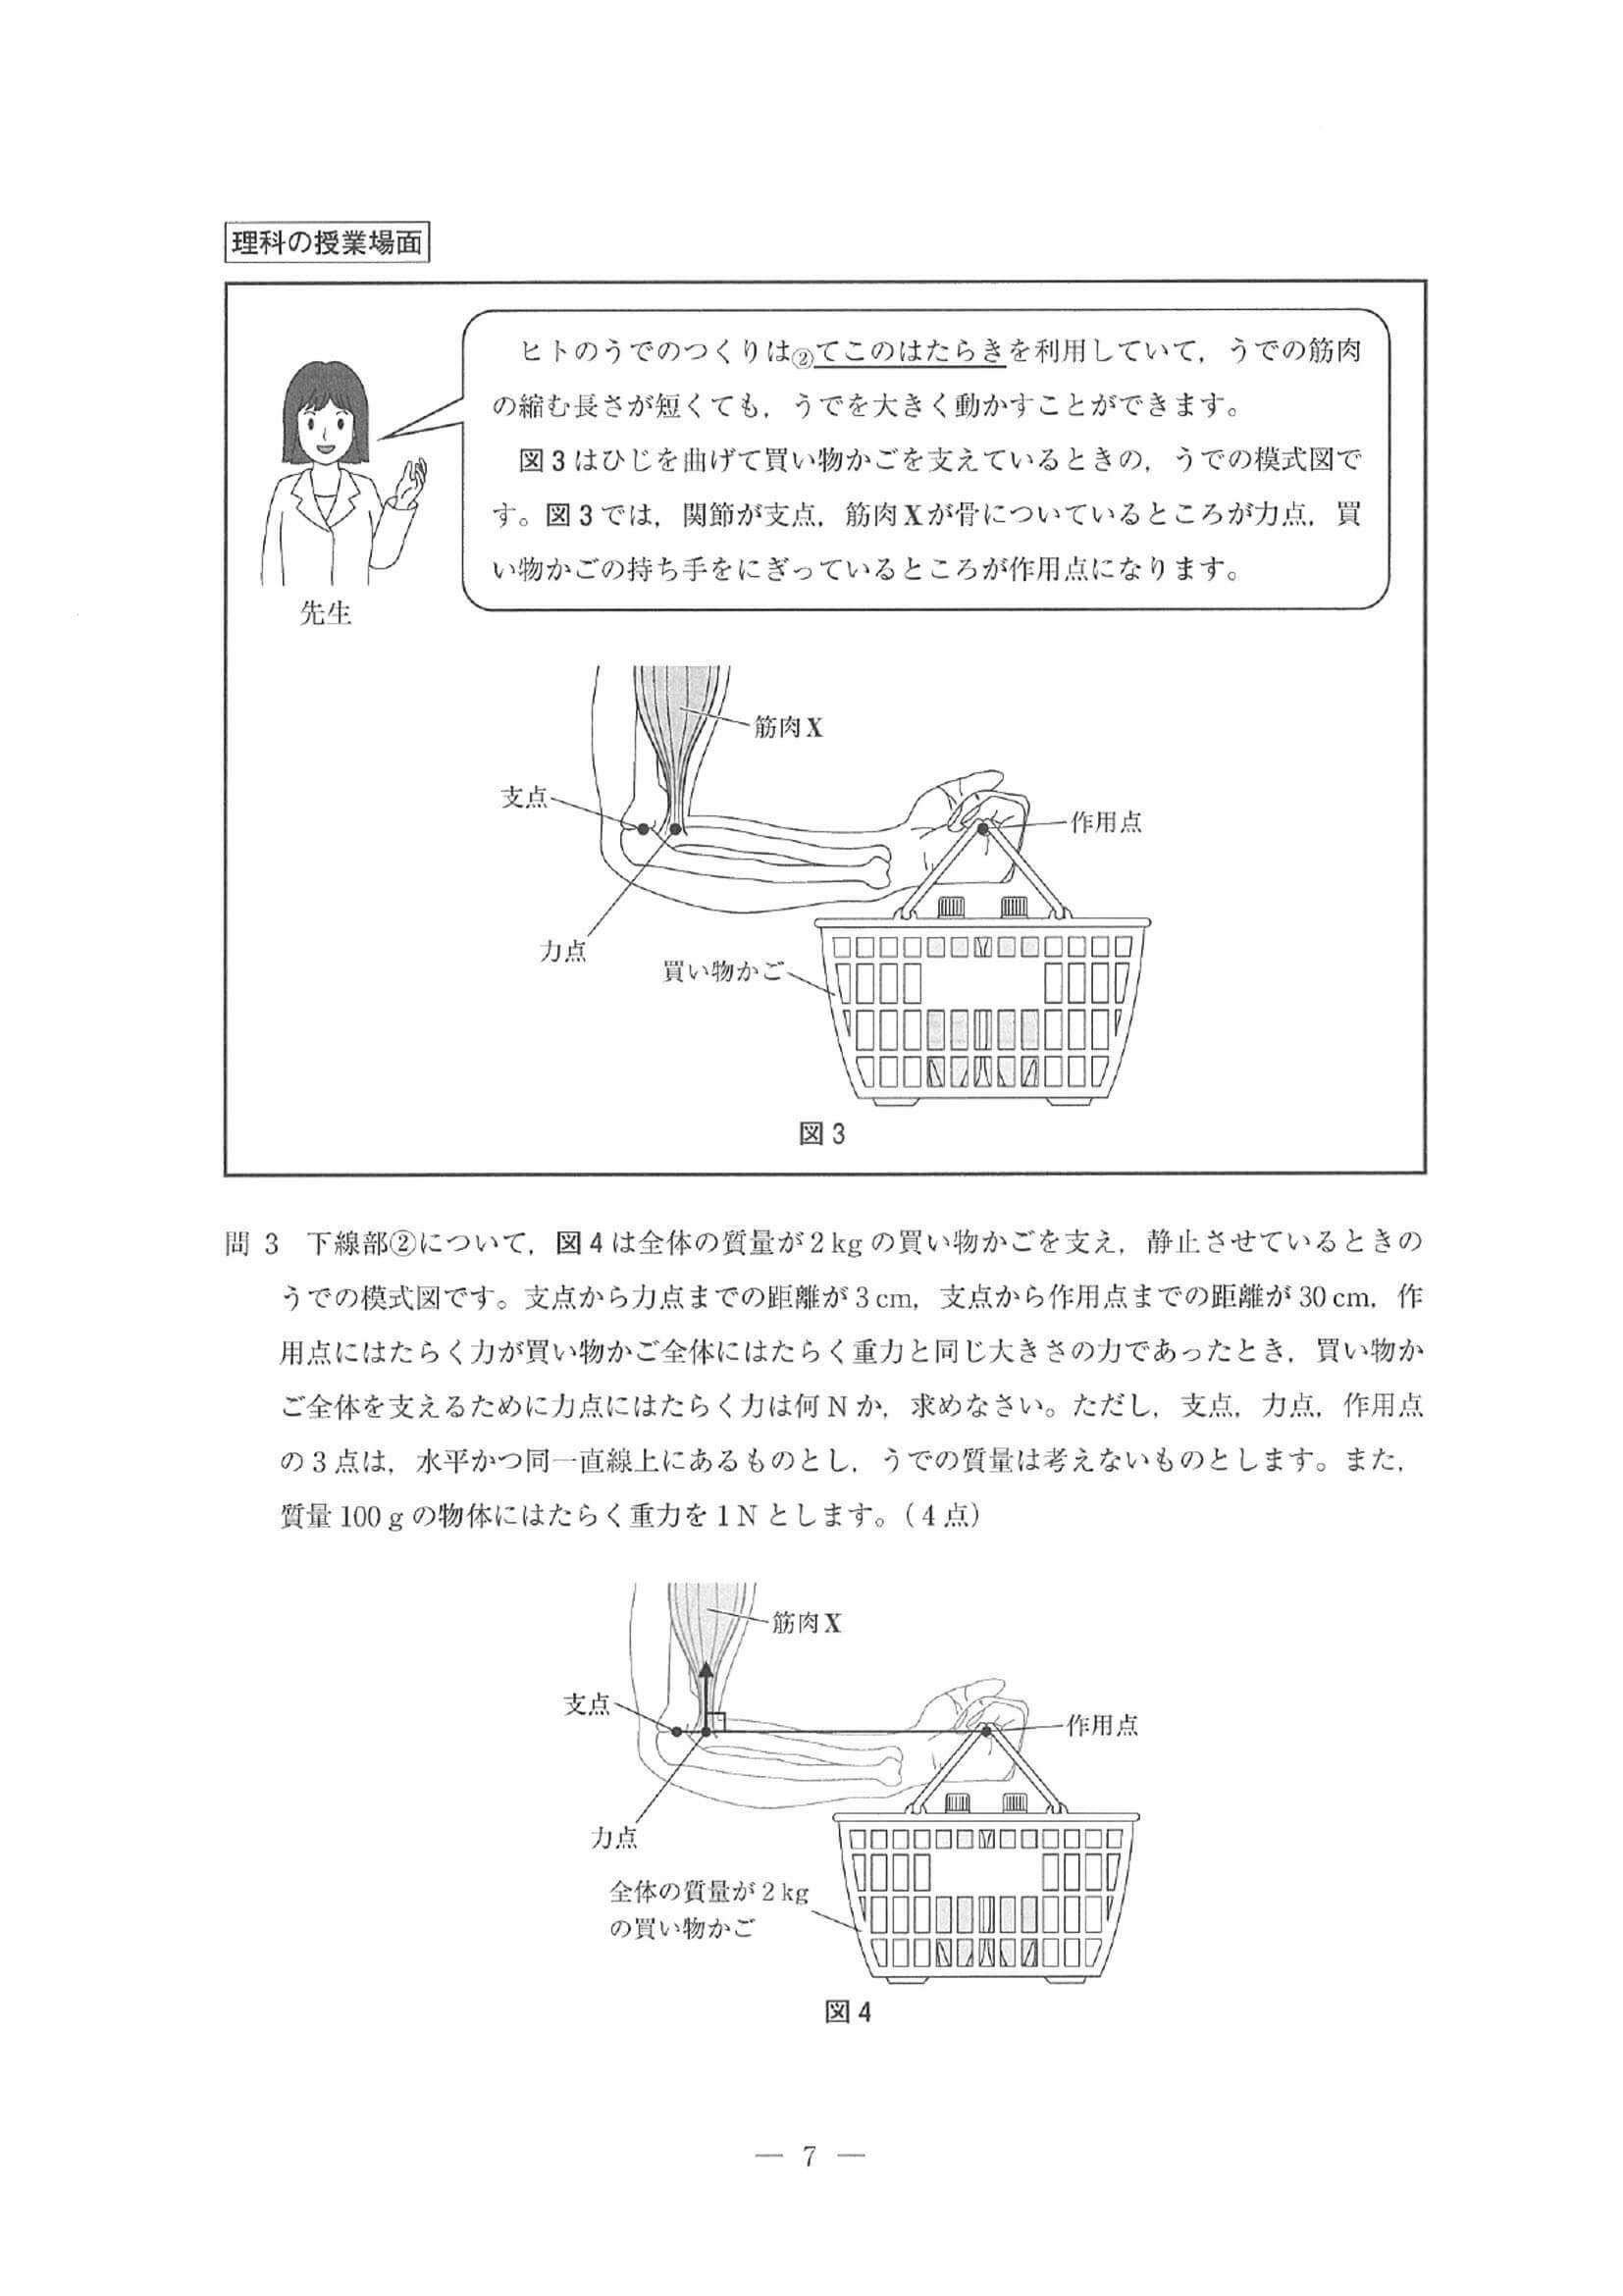 理科の授業場面
ヒトのうでのつくりは②てこのはたらきを利用していて，うでの筋肉
の縮む長さが短くても，うでを大きく動かすことができます。
図3はひじを曲げて買い物かごを支えているときの，うでの模式図で
す。図3では，関節が支点，筋肉Xが骨についているところが力点，買
い物かごの持ち手をにぎっているところが作用点になります。
先生
筋肉X
支点
作用点
力点
買い物かご
図3
問3 下線部②について，図4は全体の質量が2kgの買い物かごを支え，静止させているときの
うでの模式図です。支点から力点までの距離が3cm，支点から作用点までの距離が30cm，作
用点にはたらく力が買い物かご全体にはたらく重力と同じ大きさの力であったとき，買い物か
ご全体を支えるために力点にはたらく力は何Nか，求めなさい。ただし，支点，力点，作用点
の3点は，水平かつ同一直線上にあるものとし，うでの質量は考えないものとします。また，
質量100gの物体にはたらく重力を1Nとします。（4点）
筋肉X
支点
作用点
力点
全体の質量が2kg
の買い物かご
図4
— 7 —